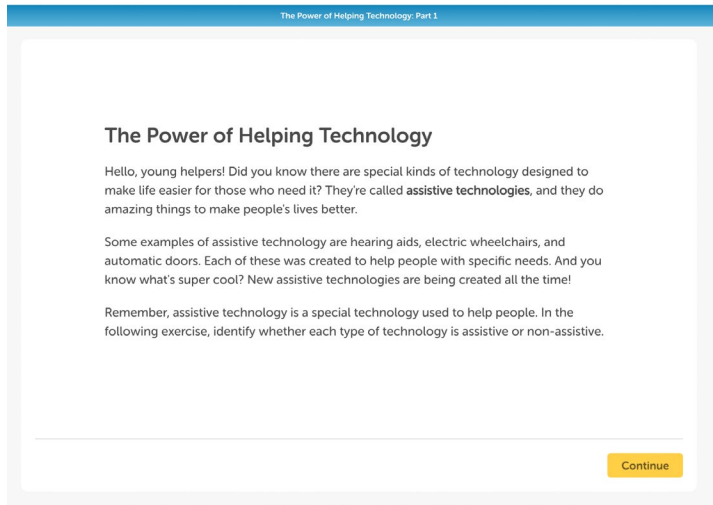 The Power of Helping Technology: Part 1
The Power of Helping Technology
Hello, young helpers! Did you know there are special kinds of technology designed to
make life easier for those who need it? They're called assistive technologies, and they do
amazing things to make people's lives better.
Some examples of assistive technology are hearing aids, electric wheelchairs, and
automatic doors. Each of these was created to help people with specific needs. And you
know what's super cool? New assistive technologies are being created all the time!
Remember, assistive technology is a special technology used to help people. In the
following exercise, identify whether each type of technology is assistive or non-assistive.
Continue